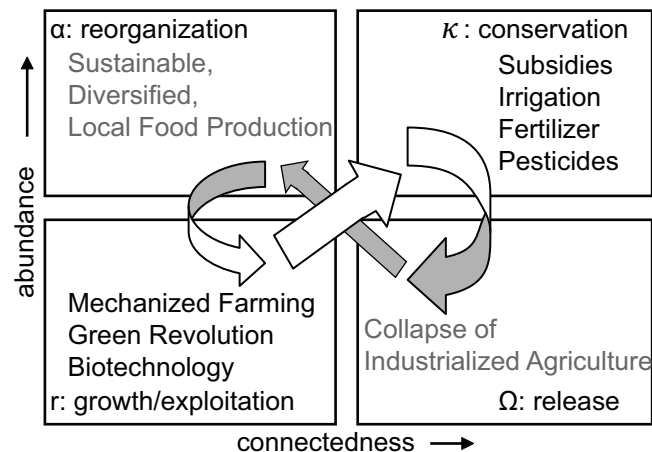 α: reorganization
Sustainable,
Diversified,
Local Food Production
κ : conservation
Subsidies
Irrigation
Fertilizer
Pesticides
abundance
Mechanized Farming
Green Revolution
Biotechnology
r: growth/exploitation
Collapse of
Industrialized Agriculture
Ω: release
connectedness